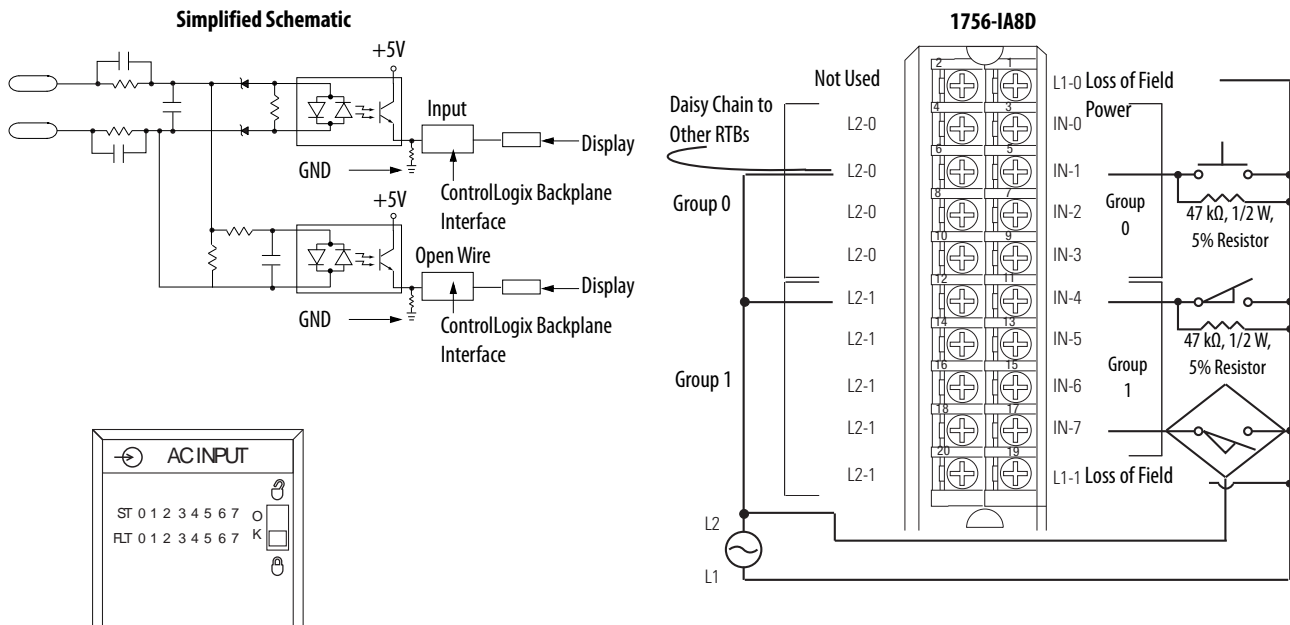 Simplified Schematic
+5V
Input
Display
GND
ControlLogix Backplane
Interface
+5V
Open Wire
Display
GND
ControlLogix Backplane
Interface
AC INPUT
ST 0 1 2 3 4 5 6 7
FLT 0 1 2 3 4 5 6 7
O
K
1756-IA8D
Not Used
Daisy Chain to
Other RTBs
L2-0
L2-0
L2-0
L2-0
Group 0
L2-1
L2-1
L2-1
L2-1
L2-1
Group 1
2 1
4 3
6 5
8 7
10 9
12 11
14 13
16 15
18 17
20 19
L1-0 Loss of Field
Power
IN-0
IN-1
IN-2
IN-3
Group
0
47 kΩ, 1/2 W,
5% Resistor
IN-4
IN-5
IN-6
IN-7
Group
1
47 kΩ, 1/2 W,
5% Resistor
L1-1 Loss of Field
L2
L1